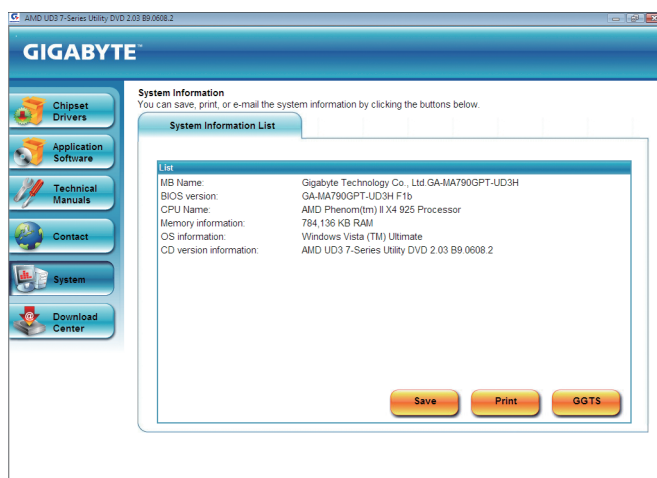 AMD UD3 7-Series Utility DVD 2.03 B9.0608.2
GIGABYTE™
System Information
You can save, print, or e-mail the system information by clicking the buttons below.
System Information List
Chipset
Drivers
Application
Software
Technical
Manuals
Contact
System
Download
Center
List
MB Name: Gigabyte Technology Co., Ltd.GA-MA790GPT-UD3H
BIOS version: GA-MA790GPT-UD3H F1b
CPU Name: AMD Phenom(tm) II X4 925 Processor
Memory information: 784,136 KB RAM
OS information: Windows Vista (TM) Ultimate
CD version information: AMD UD3 7-Series Utility DVD 2.03 B9.0608.2
Save Print GGTS